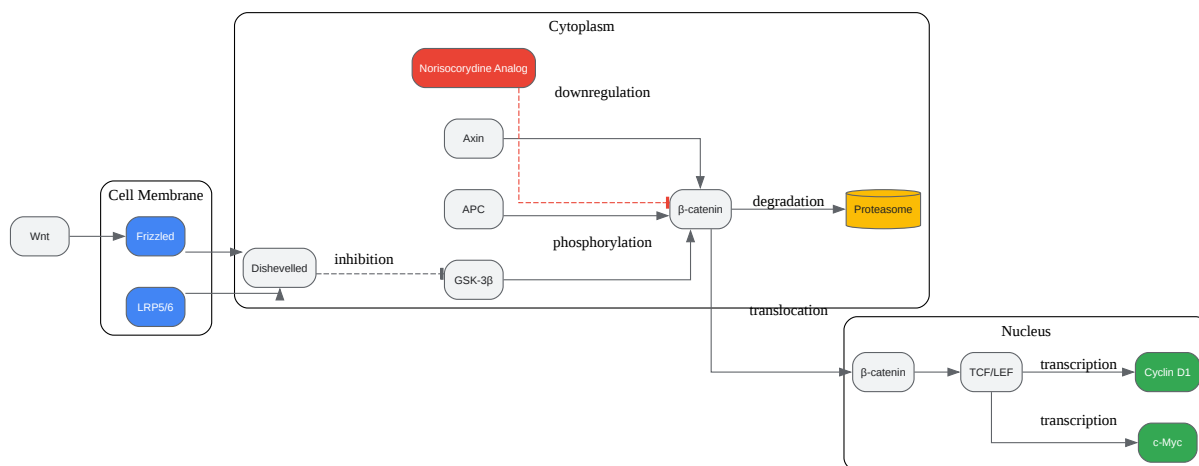 Cytoplasm
Norisocorydine Analog
downregulation
Axin
Cell Membrane
APC
β-catenin
degradation
Proteasome
Wnt
Frizzled
phosphorylation
Dishevelled
inhibition
GSK-3β
LRP5/6
translocation
Nucleus
β-catenin
TCF/LEF
transcription
Cyclin D1
transcription
c-Myc